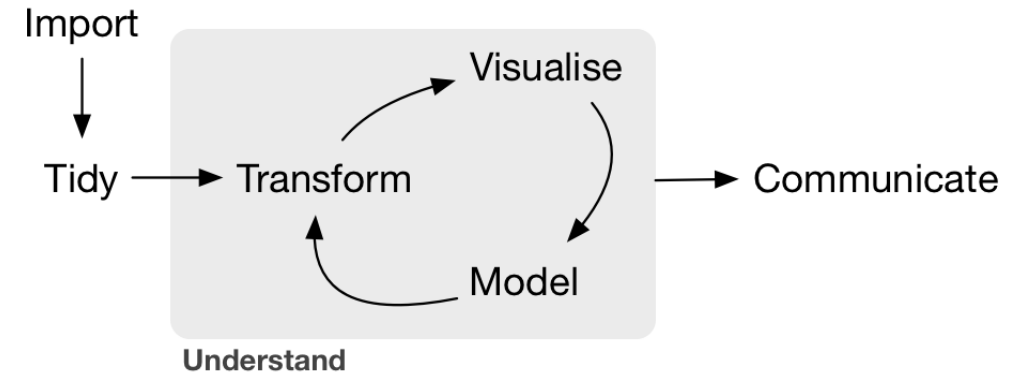 Import
Visualise
Tidy
Transform
Communicate
Model
Understand